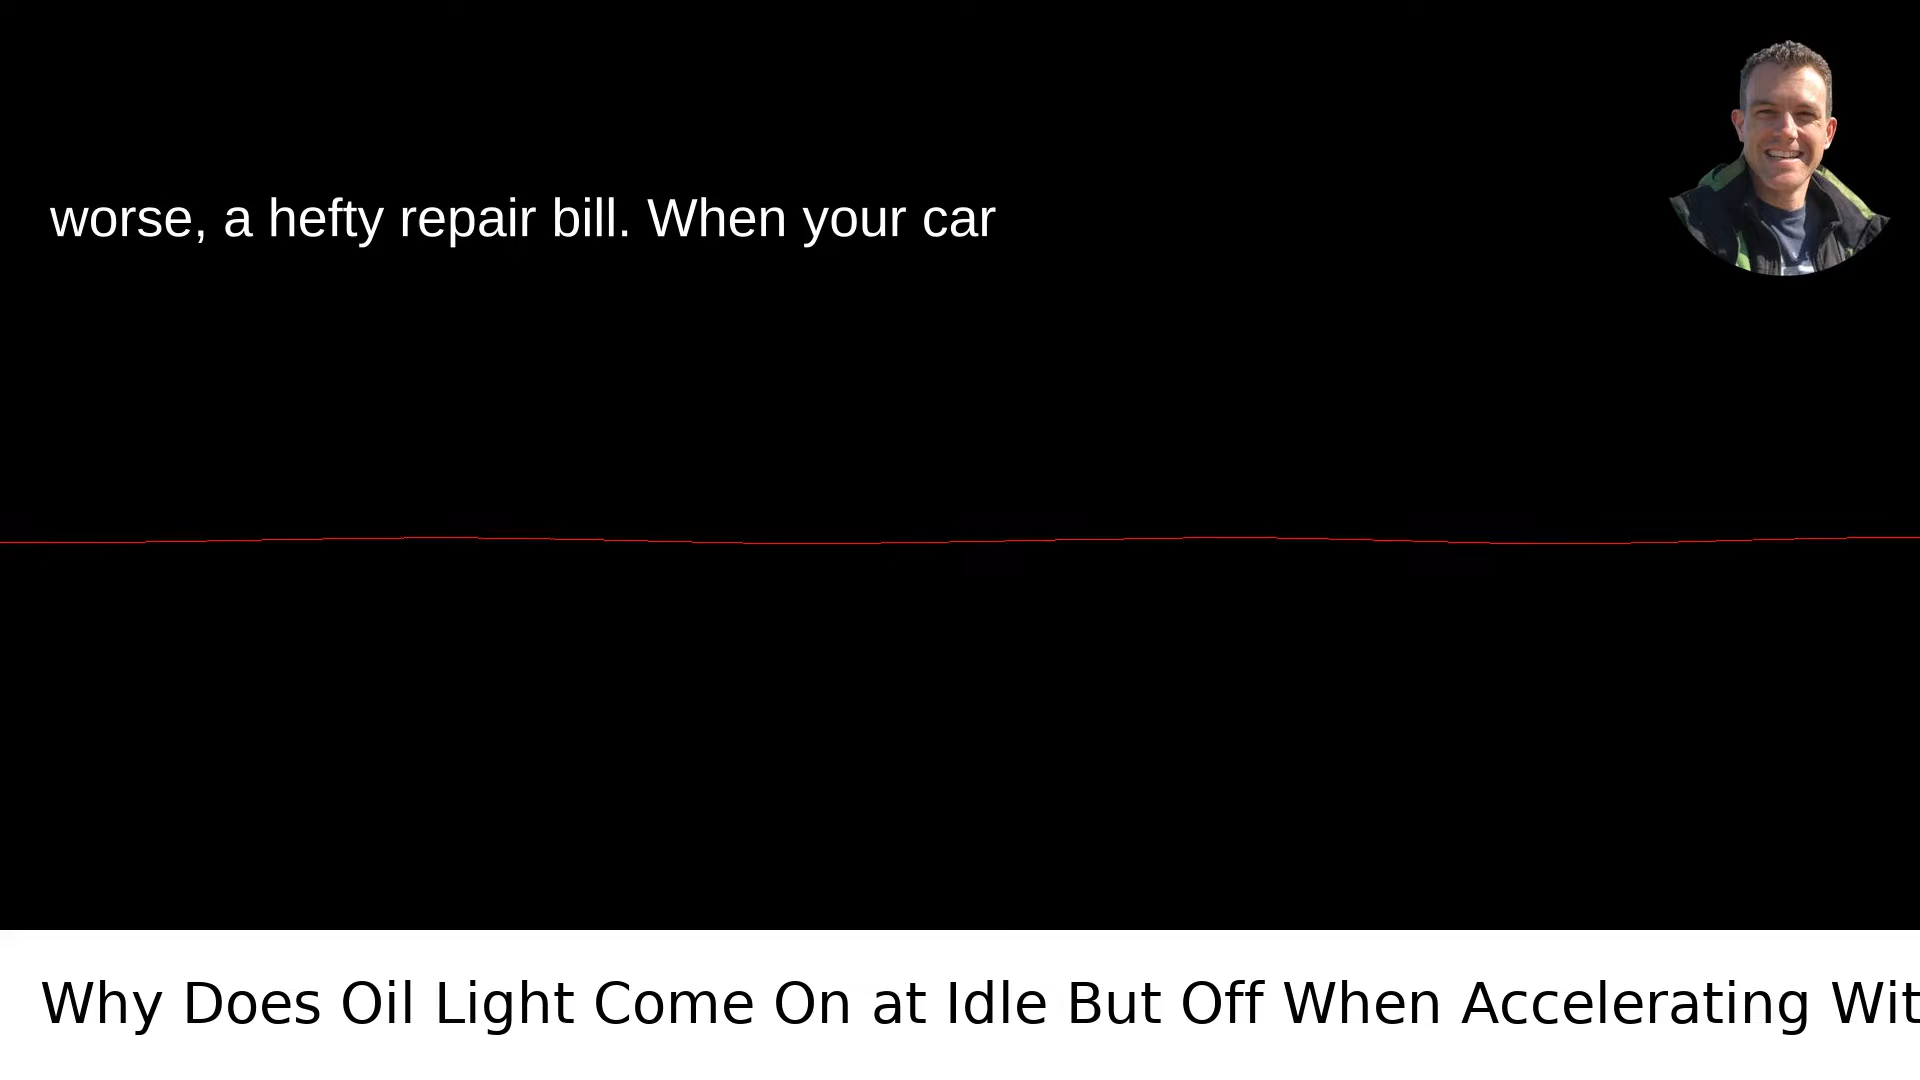 worse, a hefty repair bill. When your car
Why Does Oil Light Come On at Idle But Off When Accelerating Wit